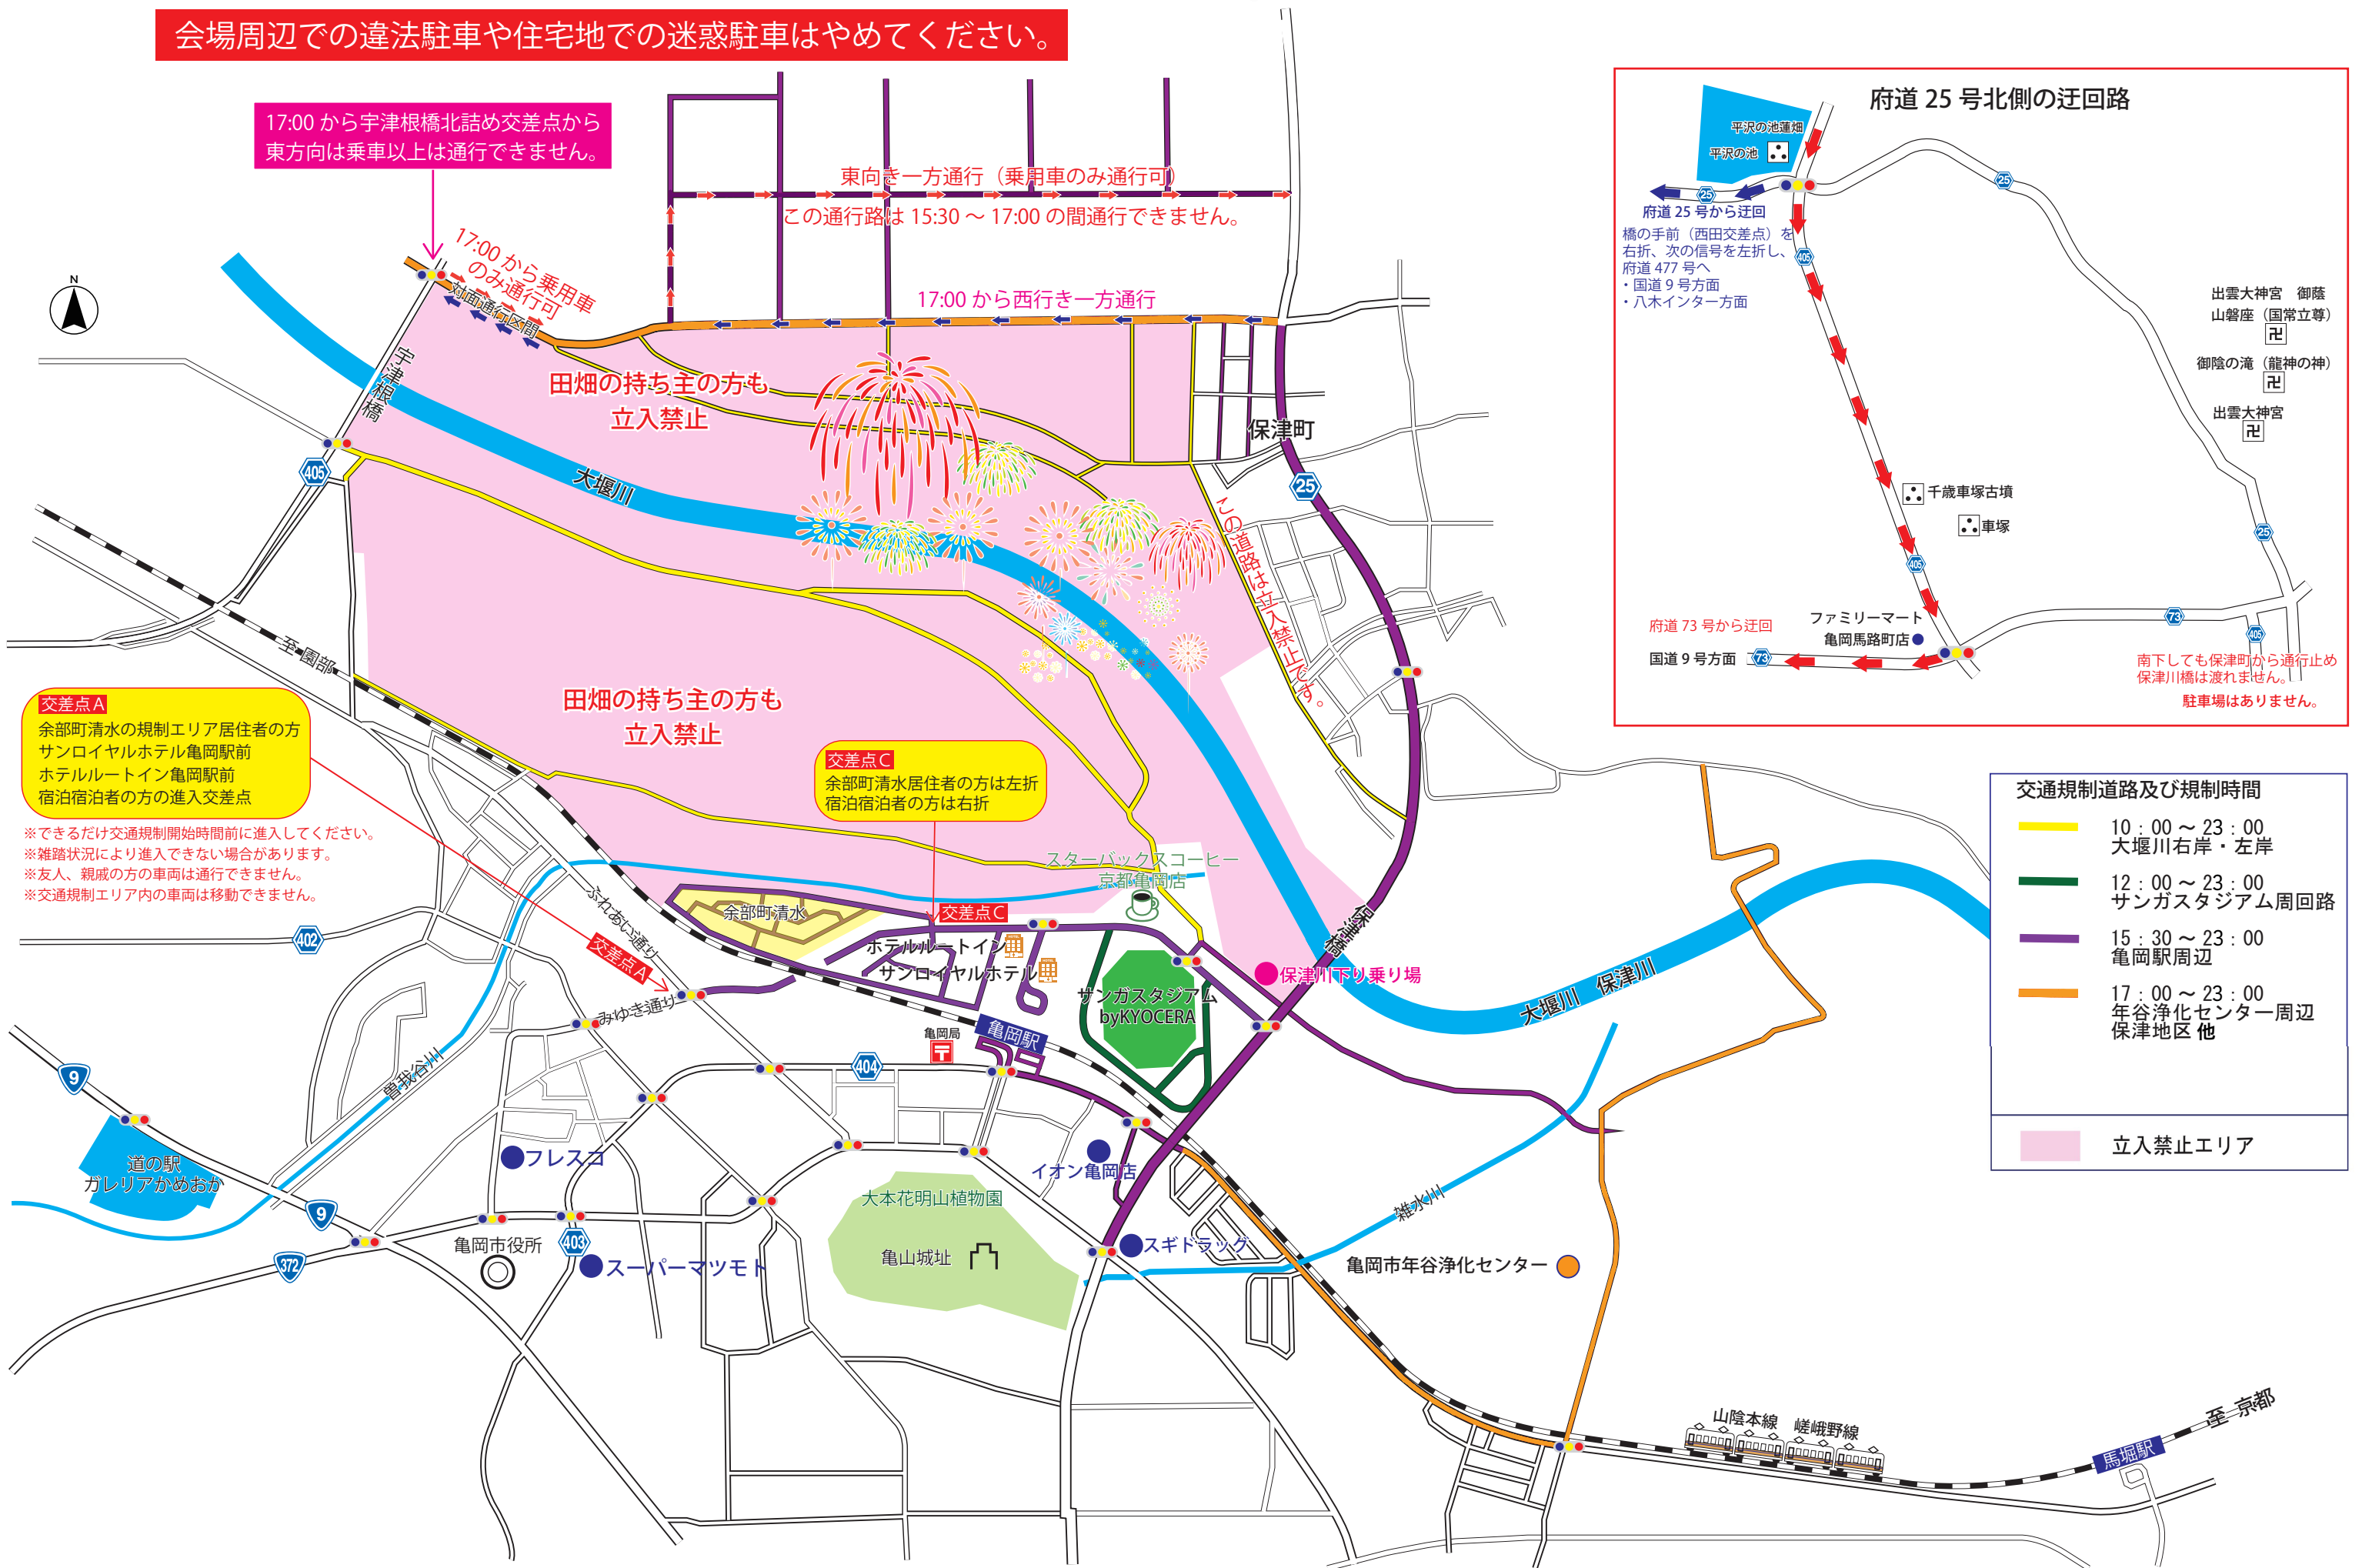 会場周辺での違法駐車や住宅地での迷惑駐車はやめてください。
17:00 から宇津根橋北詰め交差点から
東方向は乗車以上は通行できません。
東向き一方通行（乗用車のみ通行可）
この通行路は 15:30 ～ 17:00 の間通行できません。
17:00 から西行き一方通行
17:00 から乗用車
のみ通行可
対面通行区間
N
宇津根橋
田畑の持ち主の方も
立入禁止
大堰川
405
保津町
25
この道路は立入禁止です。
至 園部
田畑の持ち主の方も
立入禁止
交差点 A
余部町清水の規制エリア居住者の方
サンロイヤルホテル亀岡駅前
ホテルルートイン亀岡駅前
宿泊宿泊者の方の進入交差点
※できるだけ交通規制開始時間前に進入してください。
※雑踏状況により進入できない場合があります。
※友人、親戚の方の車両は通行できません。
※交通規制エリア内の車両は移動できません。
交差点 C
余部町清水居住者の方は左折
宿泊宿泊者の方は右折
スターバックスコーヒー
京都亀岡店
余部町清水
交差点 C
ホテルルートイン
サンロイヤルホテル
ふれあい通り
交差点 A
みゆき通り
402
保津橋
保津川下り乗り場
サンガスタジアム
byKYOCERA
大堰川　保津川
亀岡駅
亀岡局
404
曽我谷川
9
道の駅
ガレリアかめおか
9
372
403
フレスコ
亀岡市役所
スーパーマツモト
大本花明山植物園
亀山城址
イオン亀岡店
スギドラッグ
雑水川
亀岡市年谷浄化センター
山陰本線　嵯峨野線
馬堀駅
至 京都
府道 25 号北側の迂回路
平沢の池蓮畑
平沢の池
25
25
府道 25 号から迂回
橋の手前（西田交差点）を
右折、次の信号を左折し、
府道 477 号へ
・国道 9 号方面
・八木インター方面
405
出雲大神宮　御蔭
山磐座（国常立尊）
卍
御陰の滝（龍神の神）
卍
出雲大神宮
卍
千歳車塚古墳
車塚
25
405
ファミリーマート
亀岡馬路町店
府道 73 号から迂回
国道 9 号方面
73
73
405
南下しても保津町から通行止め
保津川橋は渡れません。
駐車場はありません。
交通規制道路及び規制時間
10：00 ～ 23：00
大堰川右岸・左岸
12：00 ～ 23：00
サンガスタジアム周回路
15：30 ～ 23：00
亀岡駅周辺
17：00 ～ 23：00
年谷浄化センター周辺
保津地区 他
立入禁止エリア